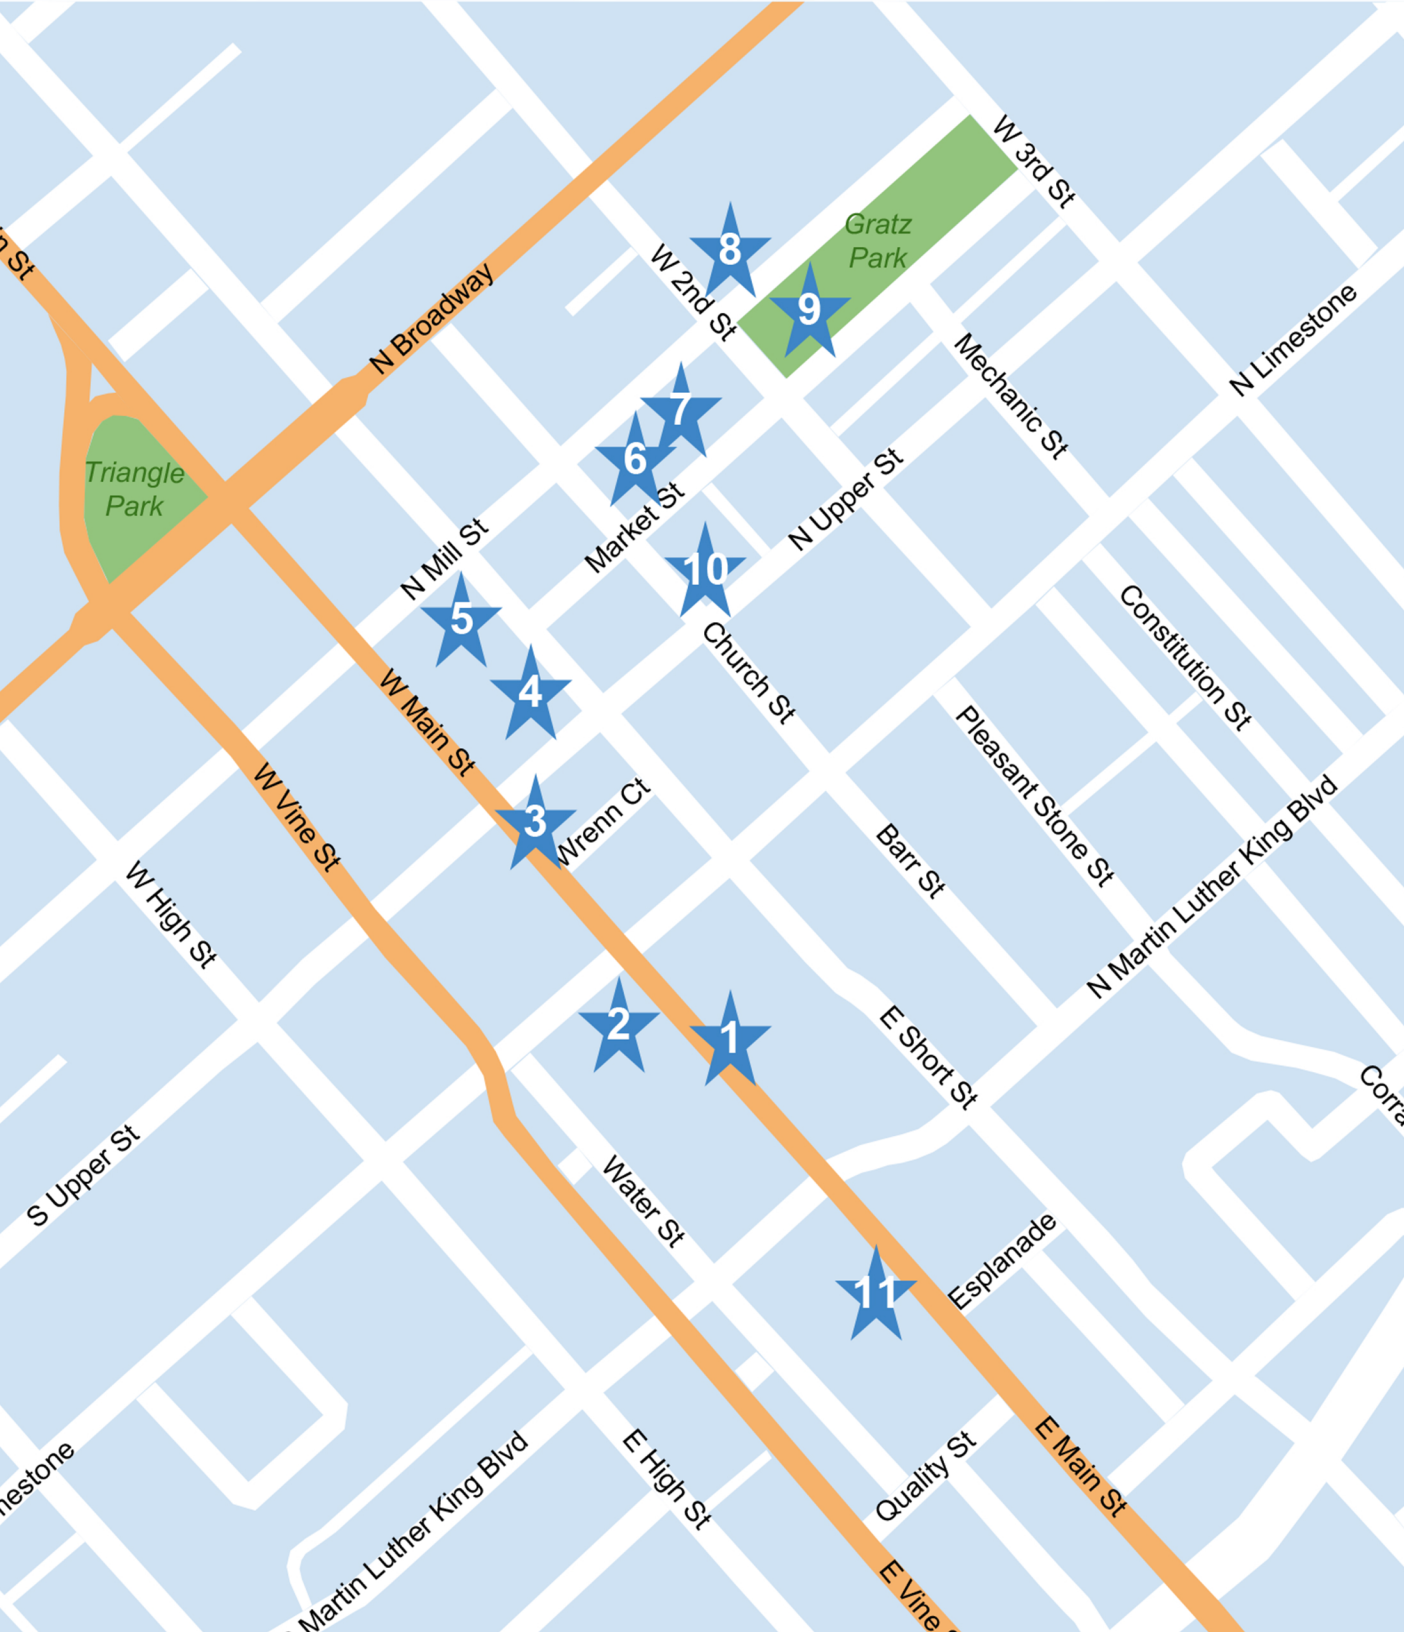 W 3rd St
n St
Gratz
Park
8
W 2nd St
N Broadway
9
N Limestone
Mechanic St
7
Triangle
Park
6
N Upper St
Market St
N Mill St
10
5
Constitution St
Church St
4
W Main St
Pleasant Stone St
3
Wrenn Ct
W Vine St
N Martin Luther King Blvd
Barr St
W High St
2
1
E Short St
Corra
S Upper St
Water St
11
Esplanade
E Main St
Quality St
E High St
Martin Luther King Blvd
mestone
E Vine